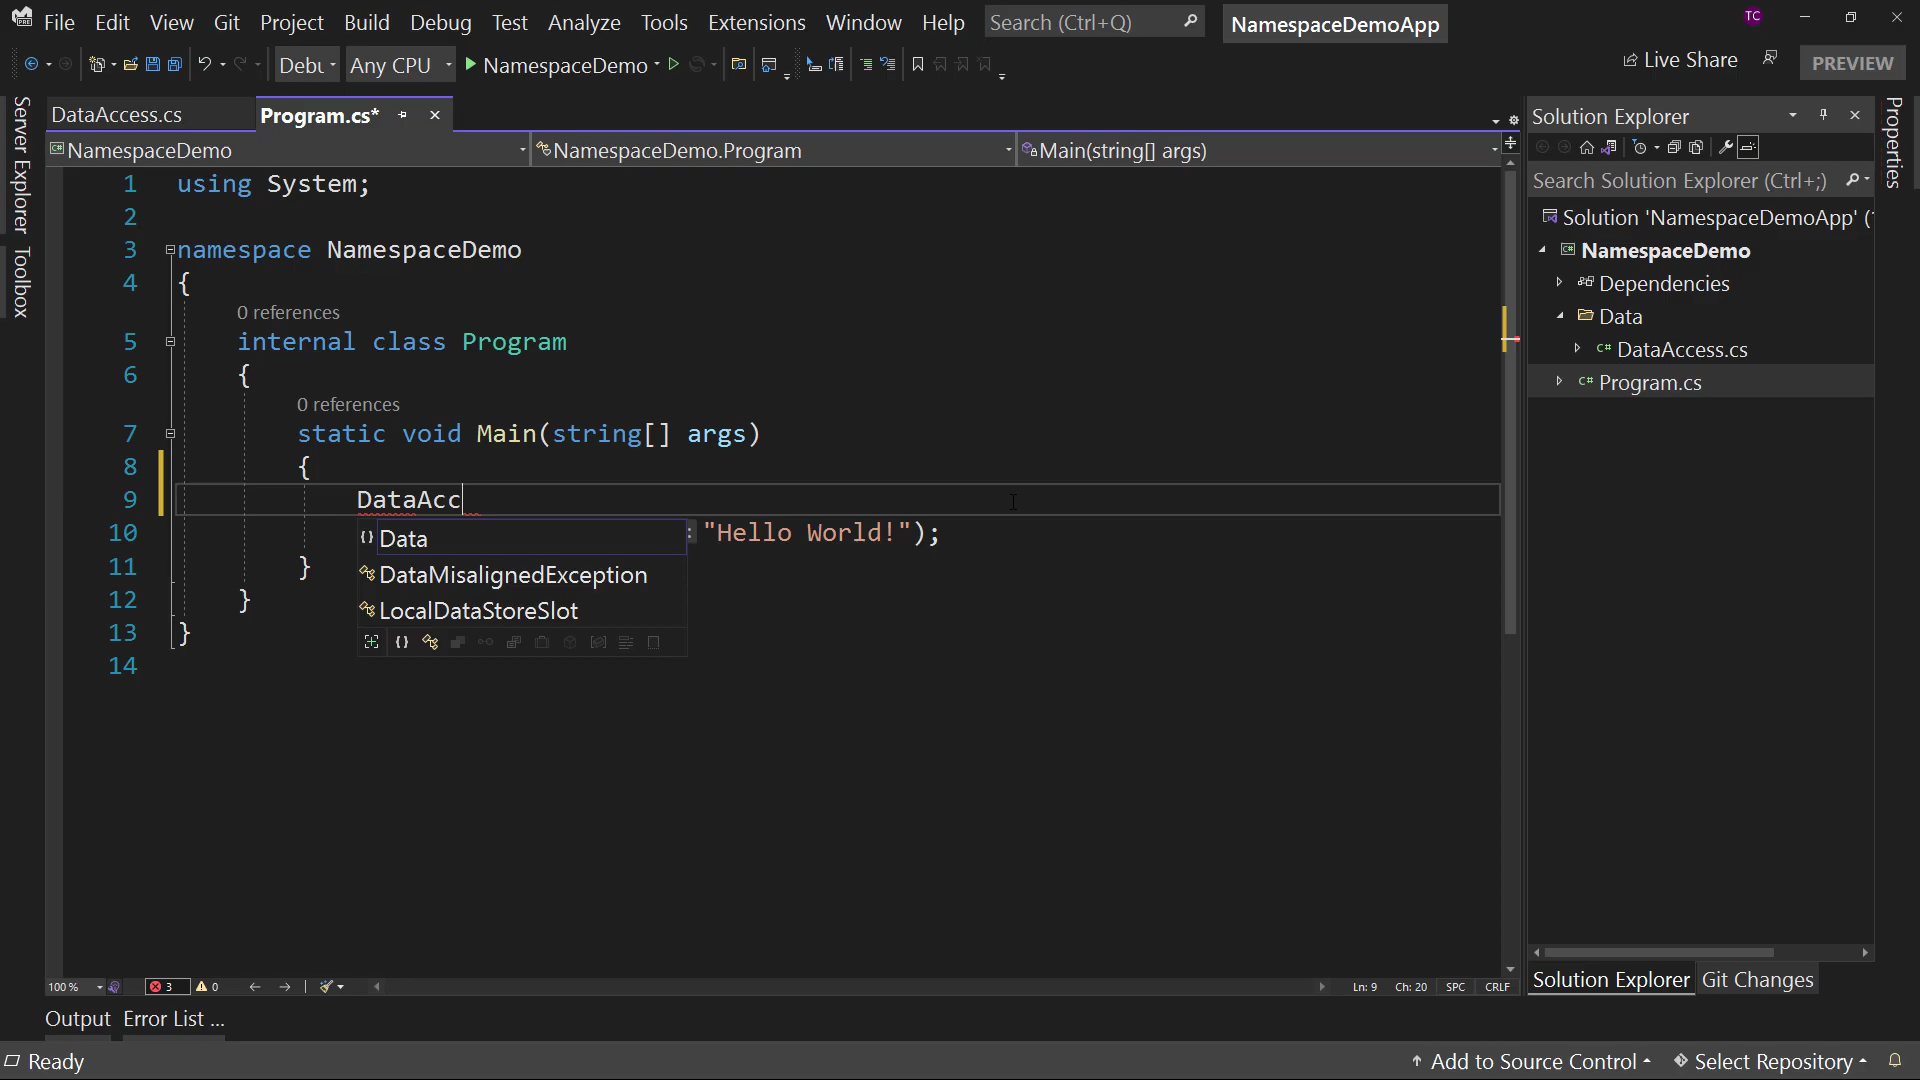 File Edit View Git Project Build Debug Test Analyze Tools Extensions Window Help Search (Ctrl+Q) NamespaceDemoApp TC
Debu Any CPU NamespaceDemo Live Share PREVIEW
Server Explorer
Toolbox
DataAccess.cs Program.cs*
NamespaceDemo NamespaceDemo.Program Main(string[] args)
1 using System;
2
3 namespace NamespaceDemo
4 {
0 references
5 internal class Program
6 {
0 references
7 static void Main(string[] args)
8 {
9 DataAcc
10 "Hello World!");
11 }
12 }
13 }
14
{} Data
DataMisalignedException
LocalDataStoreSlot
100 % 3 0 Ln: 9 Ch: 20 SPC CRLF
Solution Explorer
Search Solution Explorer (Ctrl+;)
Solution 'NamespaceDemoApp' (
C# NamespaceDemo
Dependencies
Data
C# DataAccess.cs
C# Program.cs
Solution Explorer Git Changes
Properties
Output Error List ...
Ready Add to Source Control Select Repository